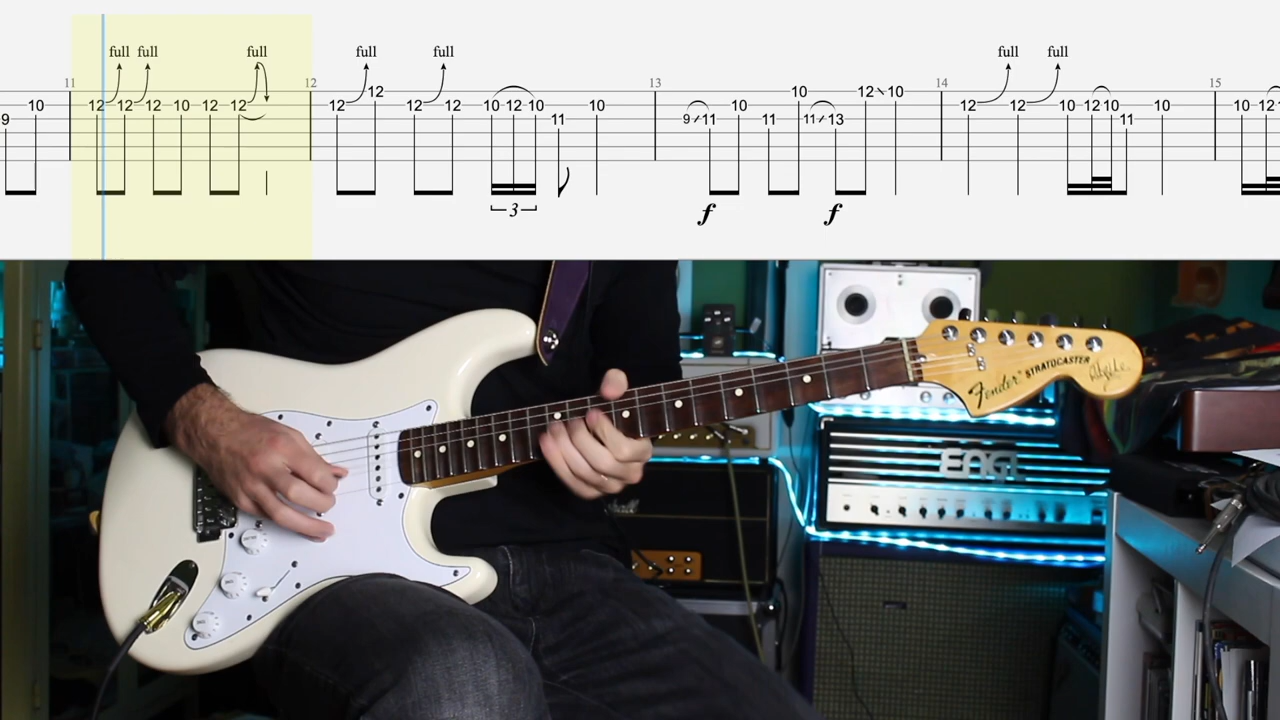 full full full full full full full
11 12 13 14 15
12 10 10 12 10
10 12 12 12 10 12 12 12 12 12 10 12 10 10 10 12 12 10 12 10 10 10 12
9 11 9 11 11 11 13 11
3 f f
Fender STRATOCASTER
ENGL